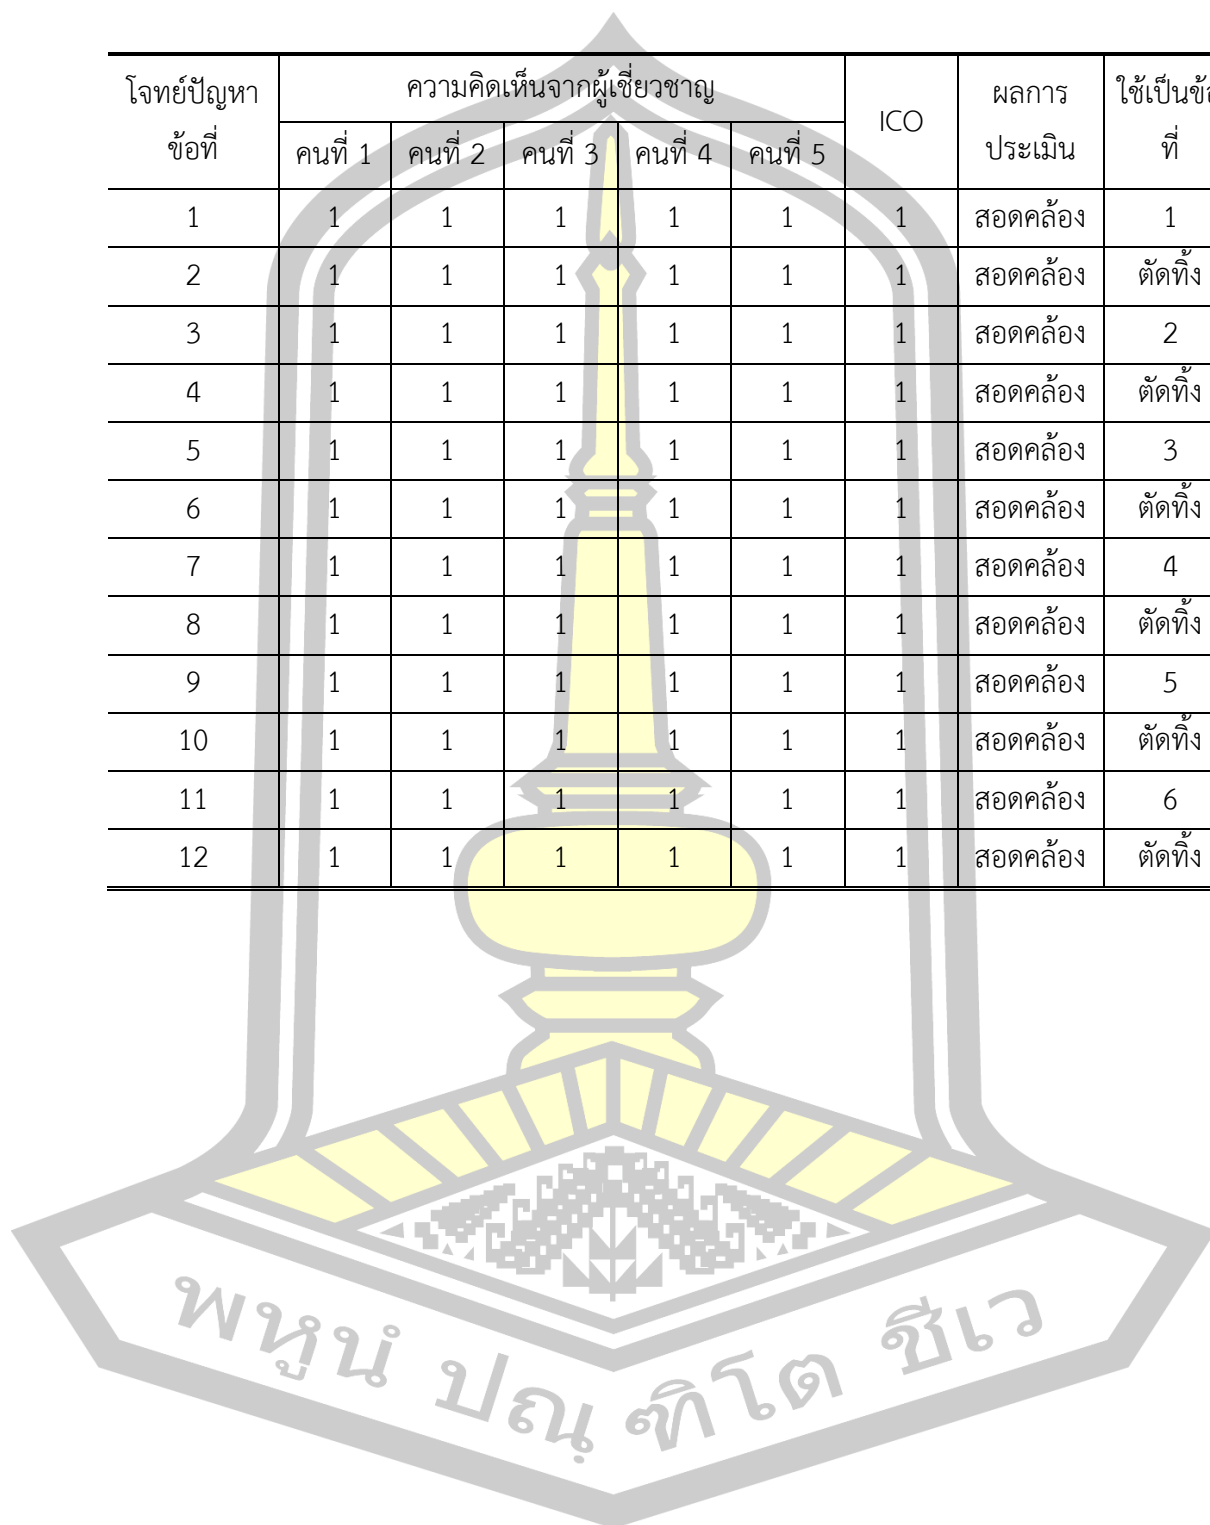 โจทย์ปัญหา ข้อที่ ความคิดเห็นจากผู้เชี่ยวชาญ ICO ผลการ ประเมิน ใช้เป็นข้อ ที่
คนที่ 1 คนที่ 2 คนที่ 3 คนที่ 4 คนที่ 5
1 1 1 1 1 1 1 สอดคล้อง 1
2 1 1 1 1 1 1 สอดคล้อง ตัดทิ้ง
3 1 1 1 1 1 1 สอดคล้อง 2
4 1 1 1 1 1 1 สอดคล้อง ตัดทิ้ง
5 1 1 1 1 1 1 สอดคล้อง 3
6 1 1 1 1 1 1 สอดคล้อง ตัดทิ้ง
7 1 1 1 1 1 1 สอดคล้อง 4
8 1 1 1 1 1 1 สอดคล้อง ตัดทิ้ง
9 1 1 1 1 1 1 สอดคล้อง 5
10 1 1 1 1 1 1 สอดคล้อง ตัดทิ้ง
11 1 1 1 1 1 1 สอดคล้อง 6
12 1 1 1 1 1 1 สอดคล้อง ตัดทิ้ง
พหูนํ ปณฺฑิโต ชีเว